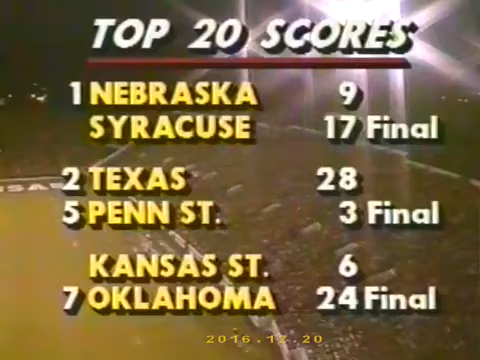 TOP 20 SCORES
1 NEBRASKA 9
SYRACUSE 17 Final
2 TEXAS 28
5 PENN ST. 3 Final
KANSAS ST. 6
7 OKLAHOMA 24 Final
2016.12.20